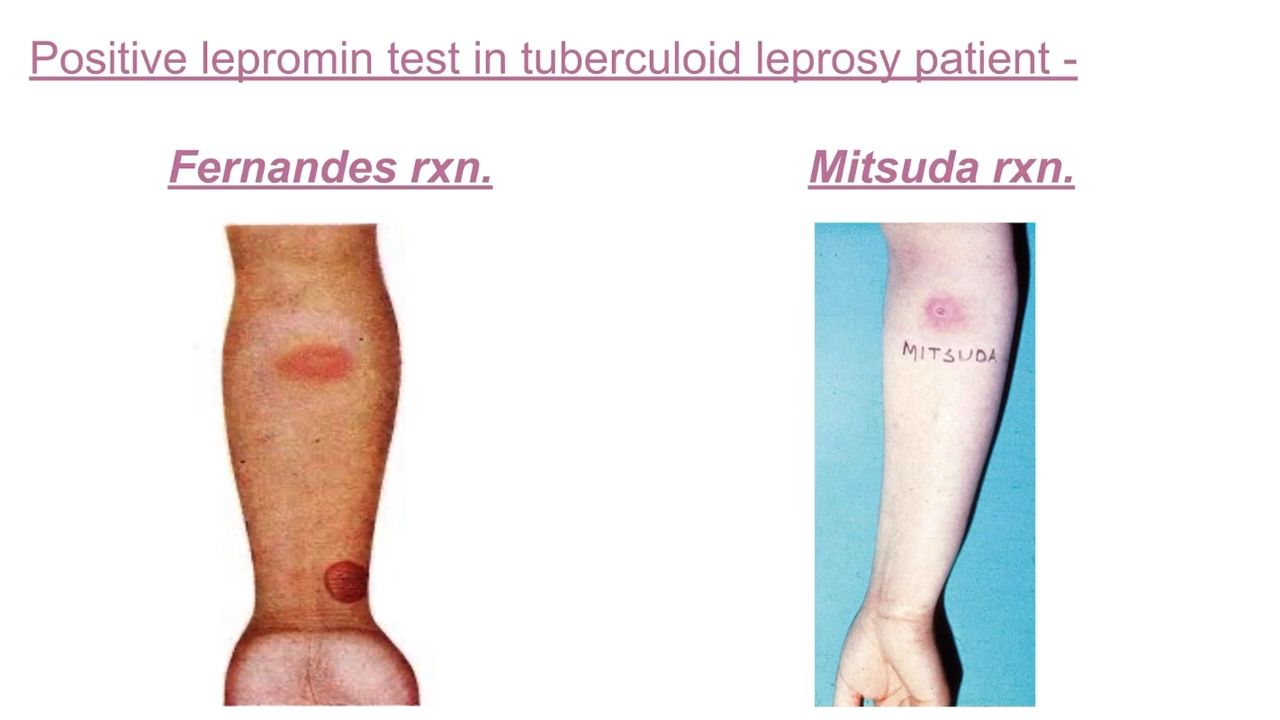 Positive lepromin test in tuberculoid leprosy patient -
Fernandes rxn.
Mitsuda rxn.
MITSUDA